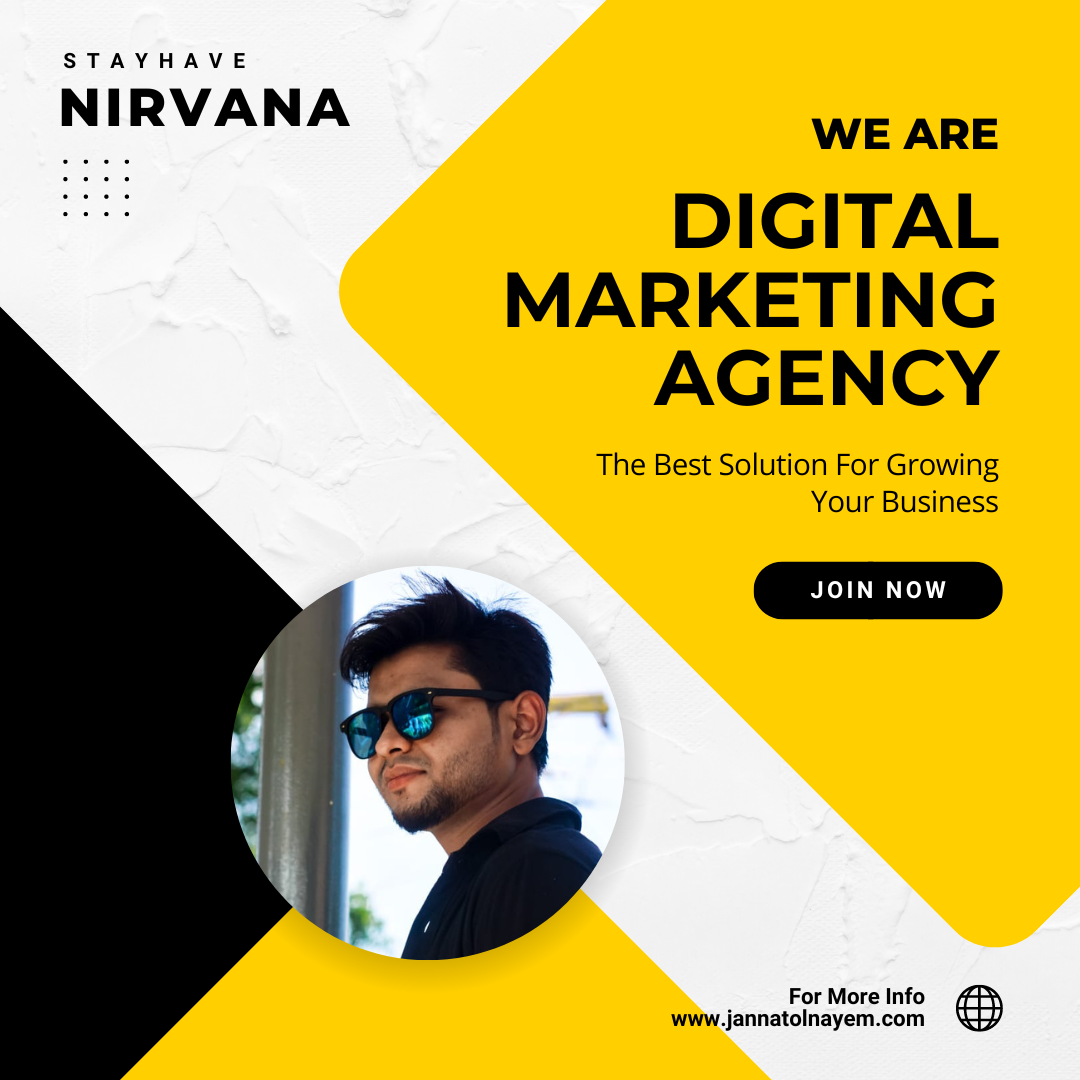 STAYHAVE
NIRVANA
WE ARE
DIGITAL
MARKETING
AGENCY
The Best Solution For Growing
Your Business
JOIN NOW
For More Info
www.jannatolnayem.com